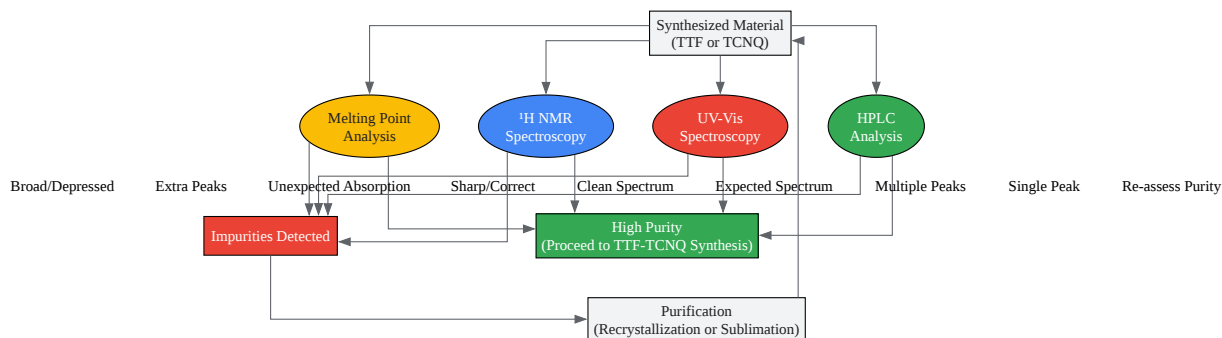 Synthesized Material
(TTF or TCNQ)
Melting Point
Analysis
¹H NMR
Spectroscopy
UV-Vis
Spectroscopy
HPLC
Analysis
Broad/Depressed
Extra Peaks
Unexpected Absorption
Sharp/Correct
Clean Spectrum
Expected Spectrum
Multiple Peaks
Single Peak
Re-assess Purity
Impurities Detected
High Purity
(Proceed to TTF-TCNQ Synthesis)
Purification
(Recrystallization or Sublimation)